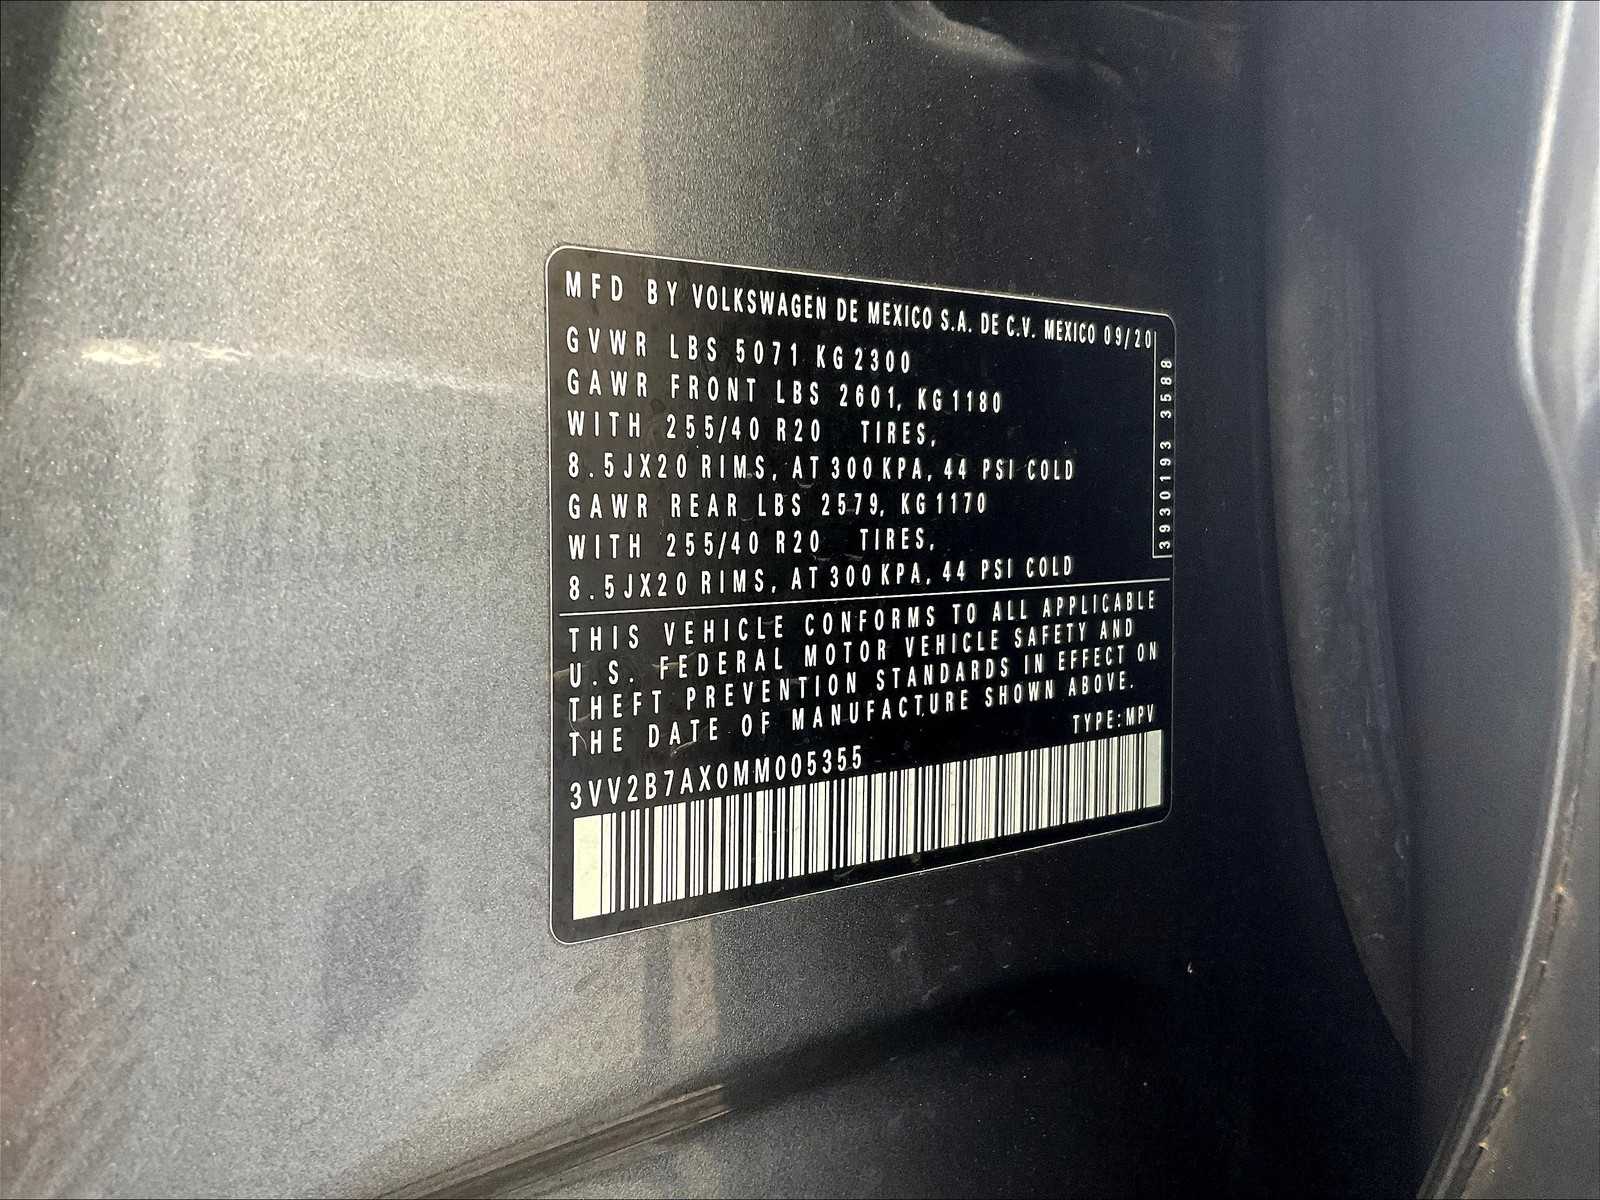 MFD BY VOLKSWAGEN DE MEXICO S.A. DE C.V. MEXICO 09/20
GVWR LBS 5071 KG 2300
GAWR FRONT LBS 2601, KG 1180
WITH 255/40 R20 TIRES,
8.5JX20 RIMS, AT 300 KPA, 44 PSI COLD
GAWR REAR LBS 2579, KG 1170
WITH 255/40 R20 TIRES,
8.5JX20 RIMS, AT 300 KPA, 44 PSI COLD
3930193 3588
THIS VEHICLE CONFORMS TO ALL APPLICABLE
U.S. FEDERAL MOTOR VEHICLE SAFETY AND
THEFT PREVENTION STANDARDS IN EFFECT ON
THE DATE OF MANUFACTURE SHOWN ABOVE.
TYPE:MPV
3VV2B7AX0MM005355